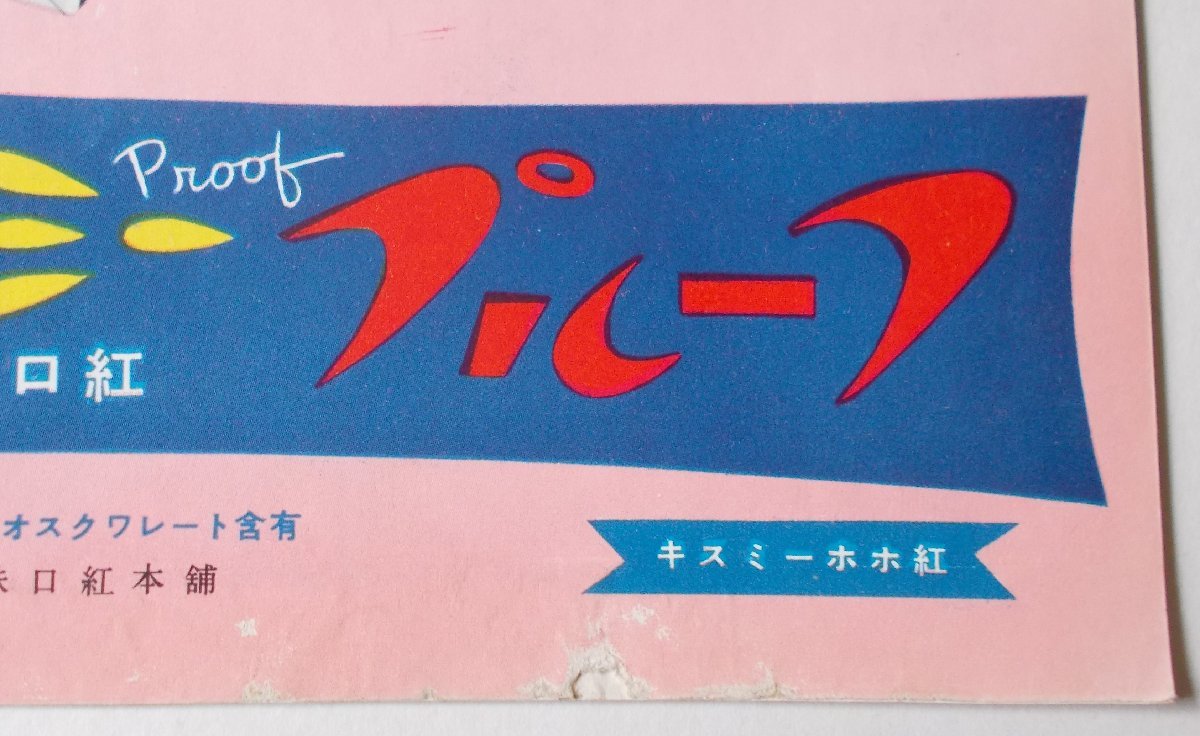 Proof
プルーフ
口紅
オスクワレート含有
口紅本舗
キスミーホホ紅